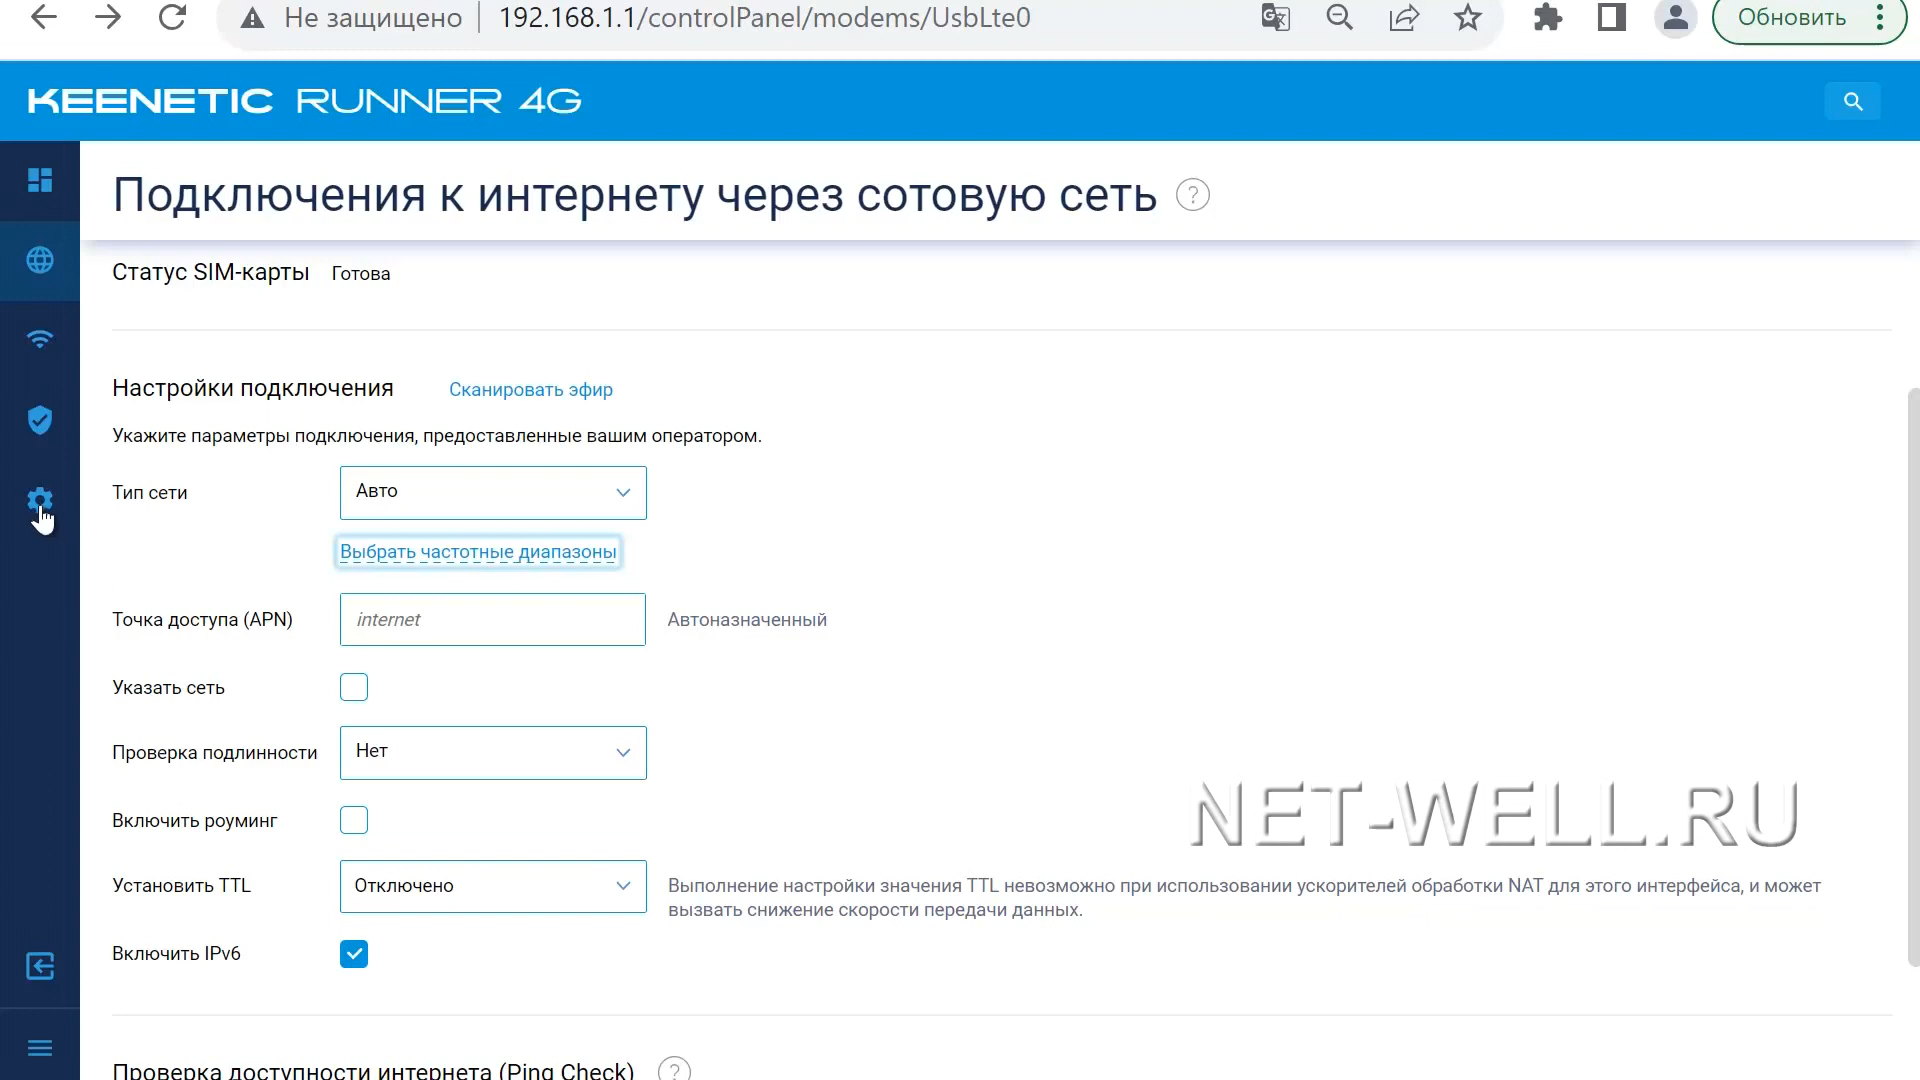 Не защищено
192.168.1.1/controlPanel/modems/UsbLte0
Обновить
KEENETIC RUNNER 4G
Подключения к интернету через сотовую сеть ?
Статус SIM-карты Готова
Настройки подключения Сканировать эфир
Укажите параметры подключения, предоставленные вашим оператором.
Тип сети Авто
Выбрать частотные диапазоны
Точка доступа (APN) internet Автоназначенный
Указать сеть
Проверка подлинности Нет
Включить роуминг
NET-WELL.RU
Установить TTL Отключено Выполнение настройки значения TTL невозможно при использовании ускорителей обработки NAT для этого интерфейса, и может
вызвать снижение скорости передачи данных.
Включить IPv6
Проверка доступности интернета (Ping Check) ?